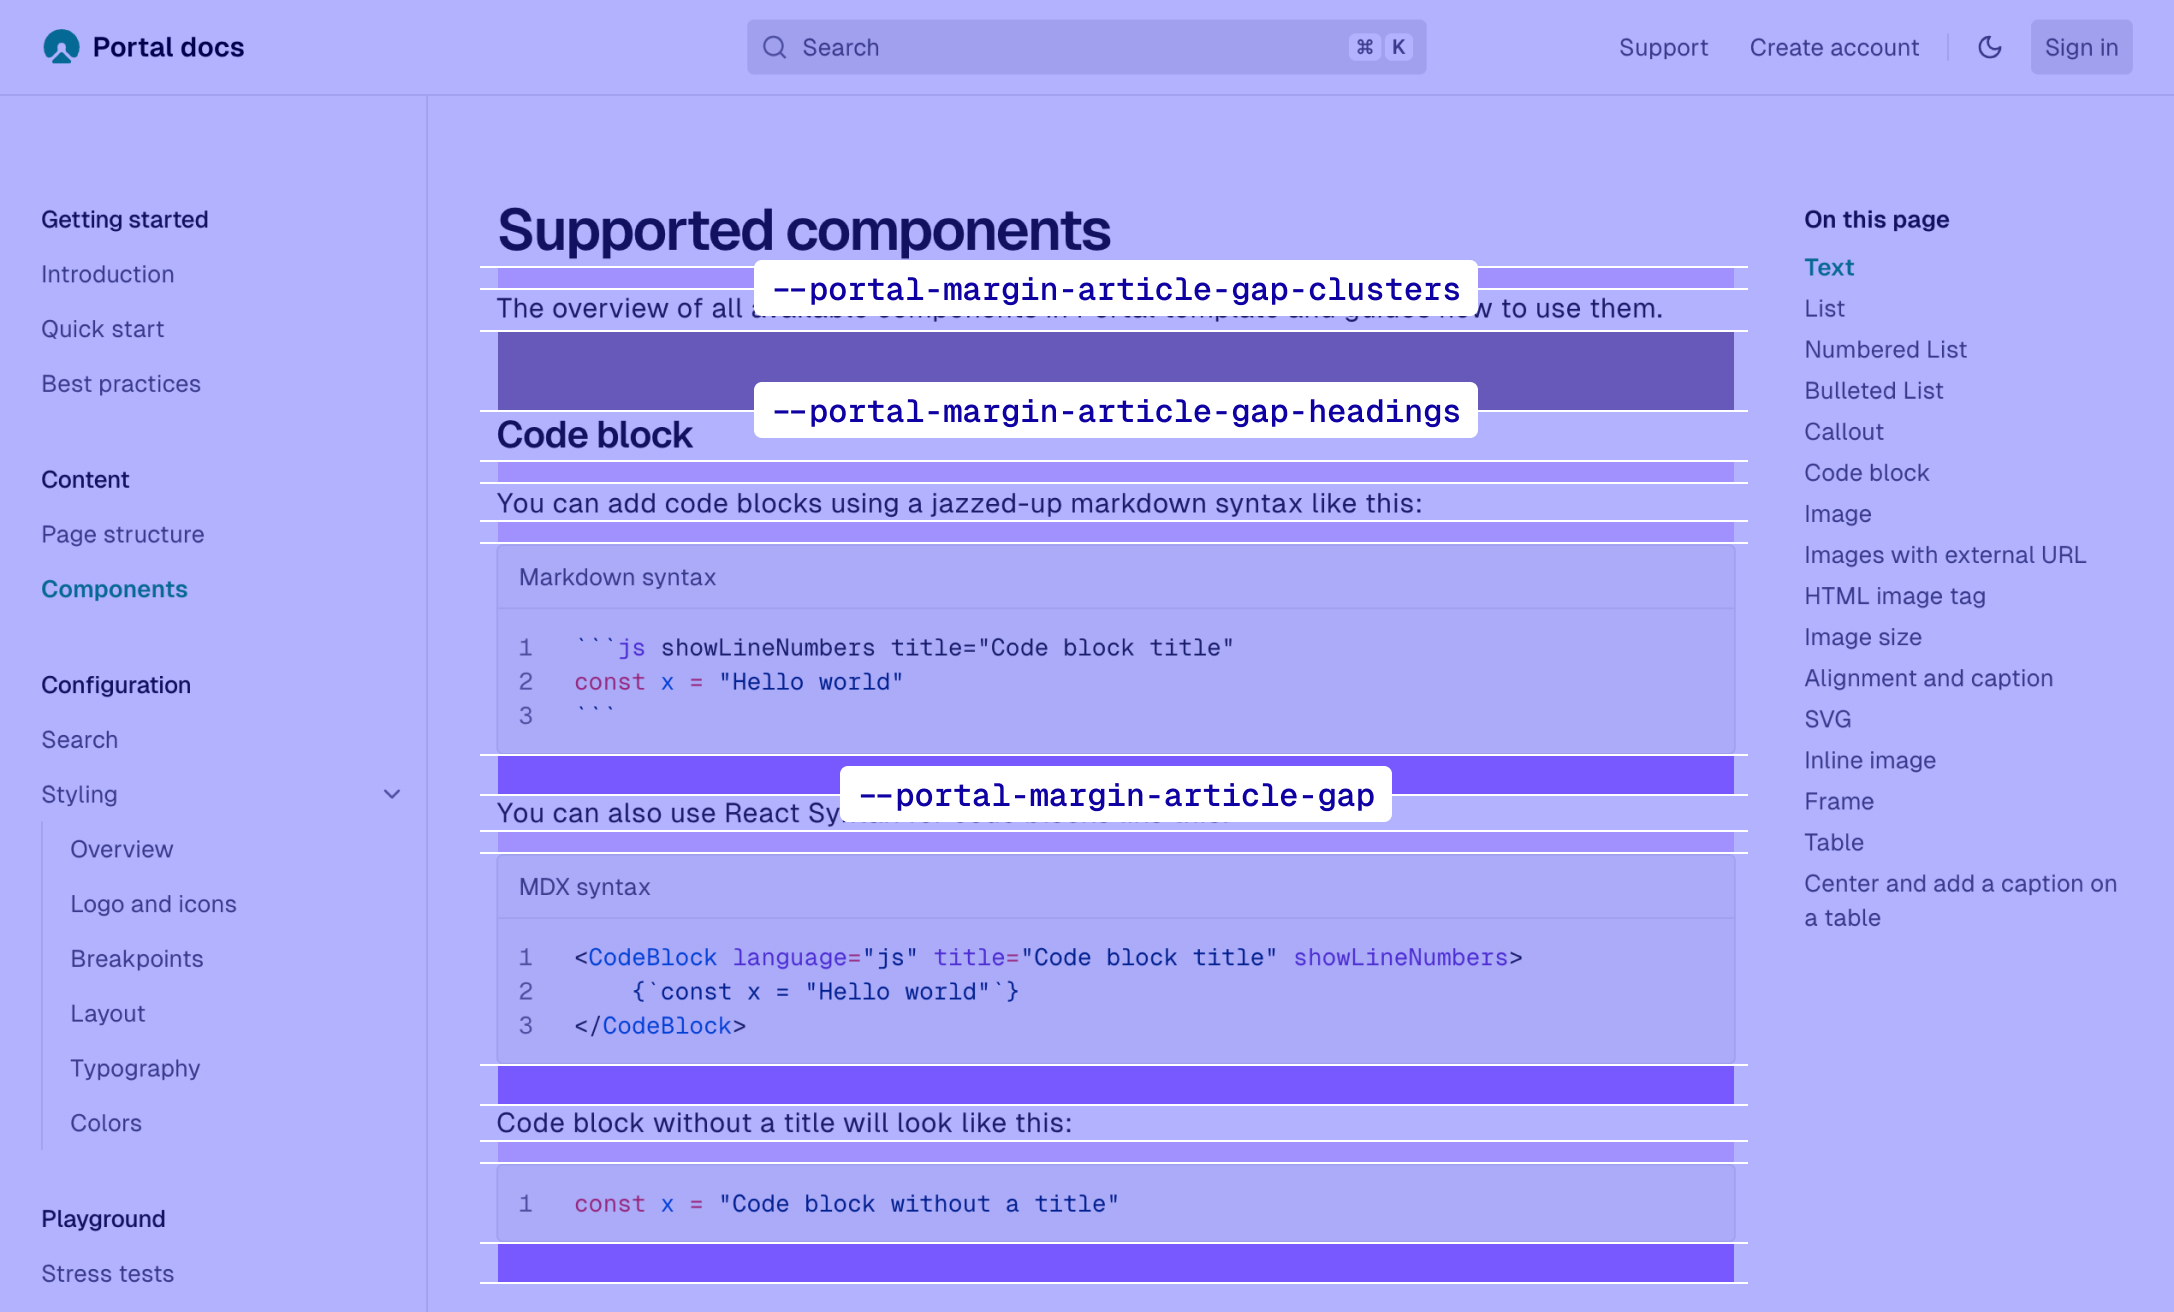 Portal docs
Search
⌘ K
Support
Create account
Sign in
Getting started
Introduction
Quick start
Best practices
Content
Page structure
Components
Configuration
Search
Styling
Overview
Logo and icons
Breakpoints
Layout
Typography
Colors
Playground
Stress tests
Supported components
--portal-margin-article-gap-clusters
The overview of all to use them.
--portal-margin-article-gap-headings
Code block
You can add code blocks using a jazzed-up markdown syntax like this:
Markdown syntax
1 ```js showLineNumbers title="Code block title"
2 const x = "Hello world"
3 ```
--portal-margin-article-gap
You can also use React
MDX syntax
1 <CodeBlock language="js" title="Code block title" showLineNumbers>
2 {`const x = "Hello world"`}
3 </CodeBlock>
Code block without a title will look like this:
1 const x = "Code block without a title"
On this page
Text
List
Numbered List
Bulleted List
Callout
Code block
Image
Images with external URL
HTML image tag
Image size
Alignment and caption
SVG
Inline image
Frame
Table
Center and add a caption on
a table